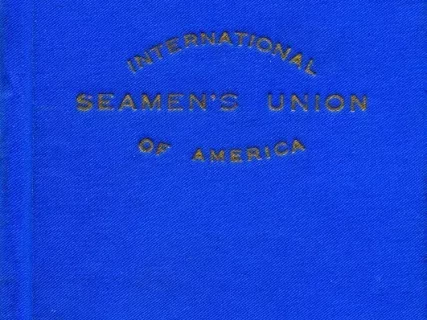 INTERNATIONAL
SEAMEN'S UNION
OF AMERICA